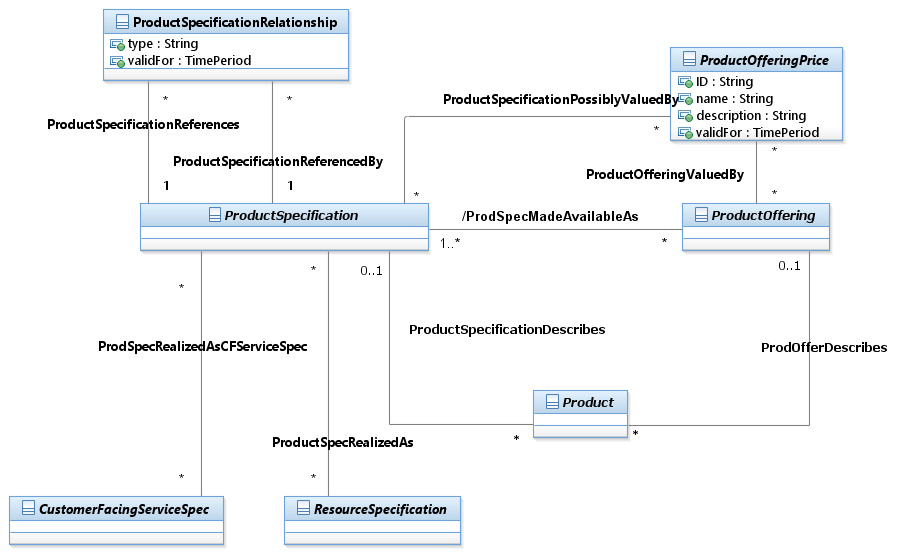 ProductSpecificationRelationship
type : String
validFor : TimePeriod
ProductOfferingPrice
ID : String
name : String
description : String
validFor : TimePeriod
ProductSpecificationPossiblyValuedBy
*
*
*
ProductSpecificationReferences
*
ProductSpecificationReferencedBy
ProductOfferingValuedBy
1
1
*
*
ProductSpecification
/ProdSpecMadeAvailableAs
ProductOffering
1..*
*
*
0..1
0..1
*
ProductSpecificationDescribes
ProdSpecRealizedAsCFServiceSpec
ProdOfferDescribes
Product
*
*
ProductSpecRealizedAs
*
*
CustomerFacingServiceSpec
ResourceSpecification